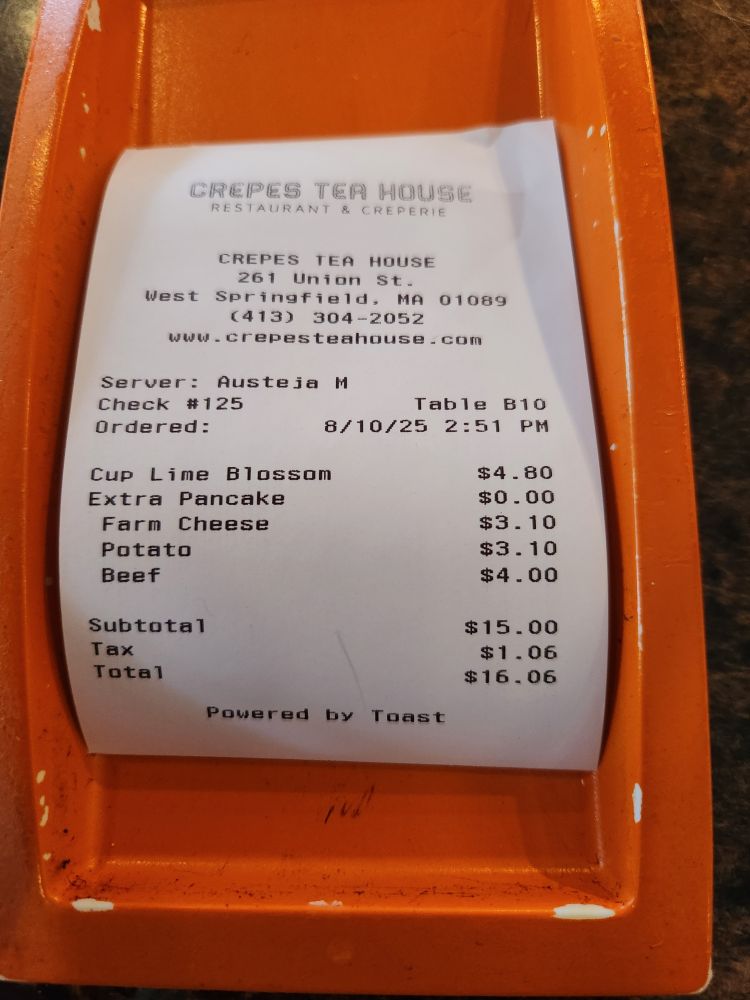 CREPES TEA HOUSE
RESTAURANT & CREPERIE
CREPES TEA HOUSE
261 Union St.
West Springfield, MA 01089
(413) 304-2052
www.crepesteahouse.com
Server: Austeja M
Check #125 Table B10
Ordered: 8/10/25 2:51 PM
Cup Lime Blossom $4.80
Extra Pancake $0.00
Farm Cheese $3.10
Potato $3.10
Beef $4.00
Subtotal $15.00
Tax $1.06
Total $16.06
Powered by Toast